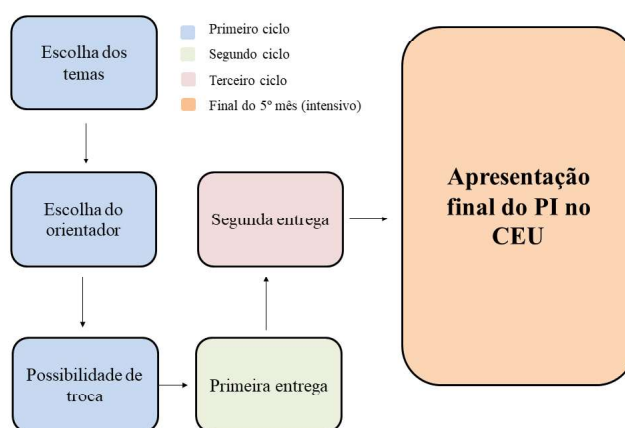 Escolha dos
temas
Primeiro ciclo
Segundo ciclo
Terceiro ciclo
Final do 5º mês (intensivo)
Escolha do
orientador
Segunda entrega
Apresentação
final do PI no
CEU
Possibilidade de
troca
Primeira entrega